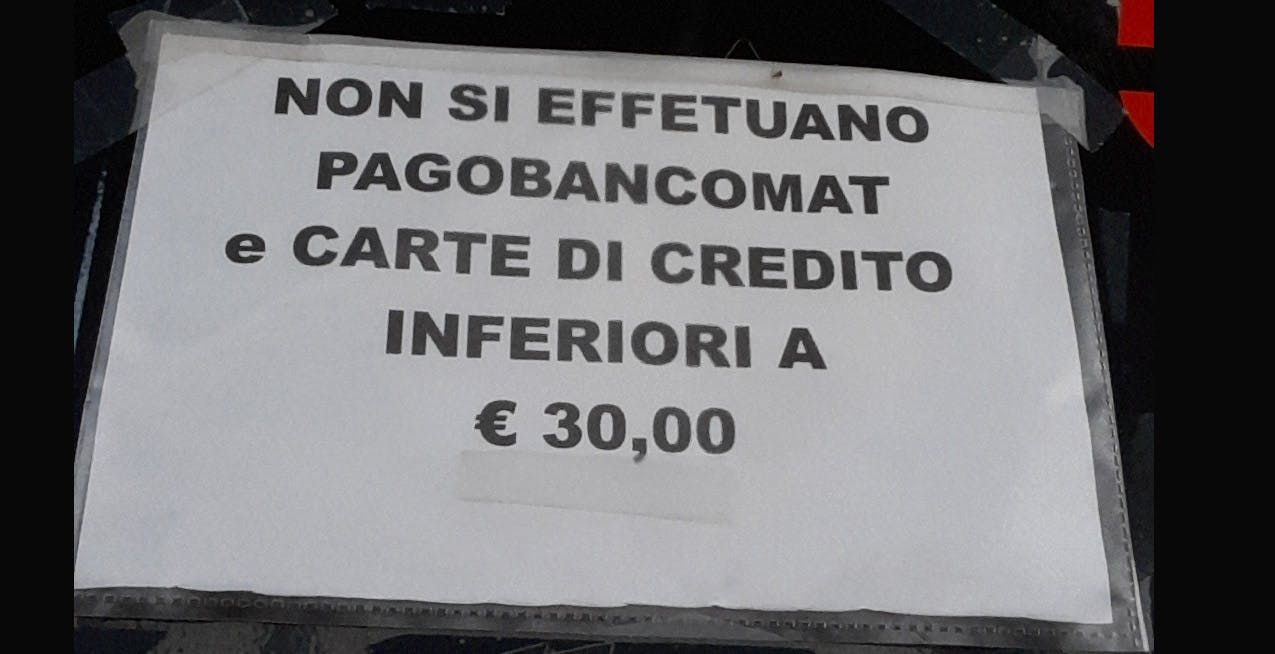 NON SI EFFETUANO
PAGOBANCOMAT
e CARTE DI CREDITO
INFERIORI A
€ 30,00